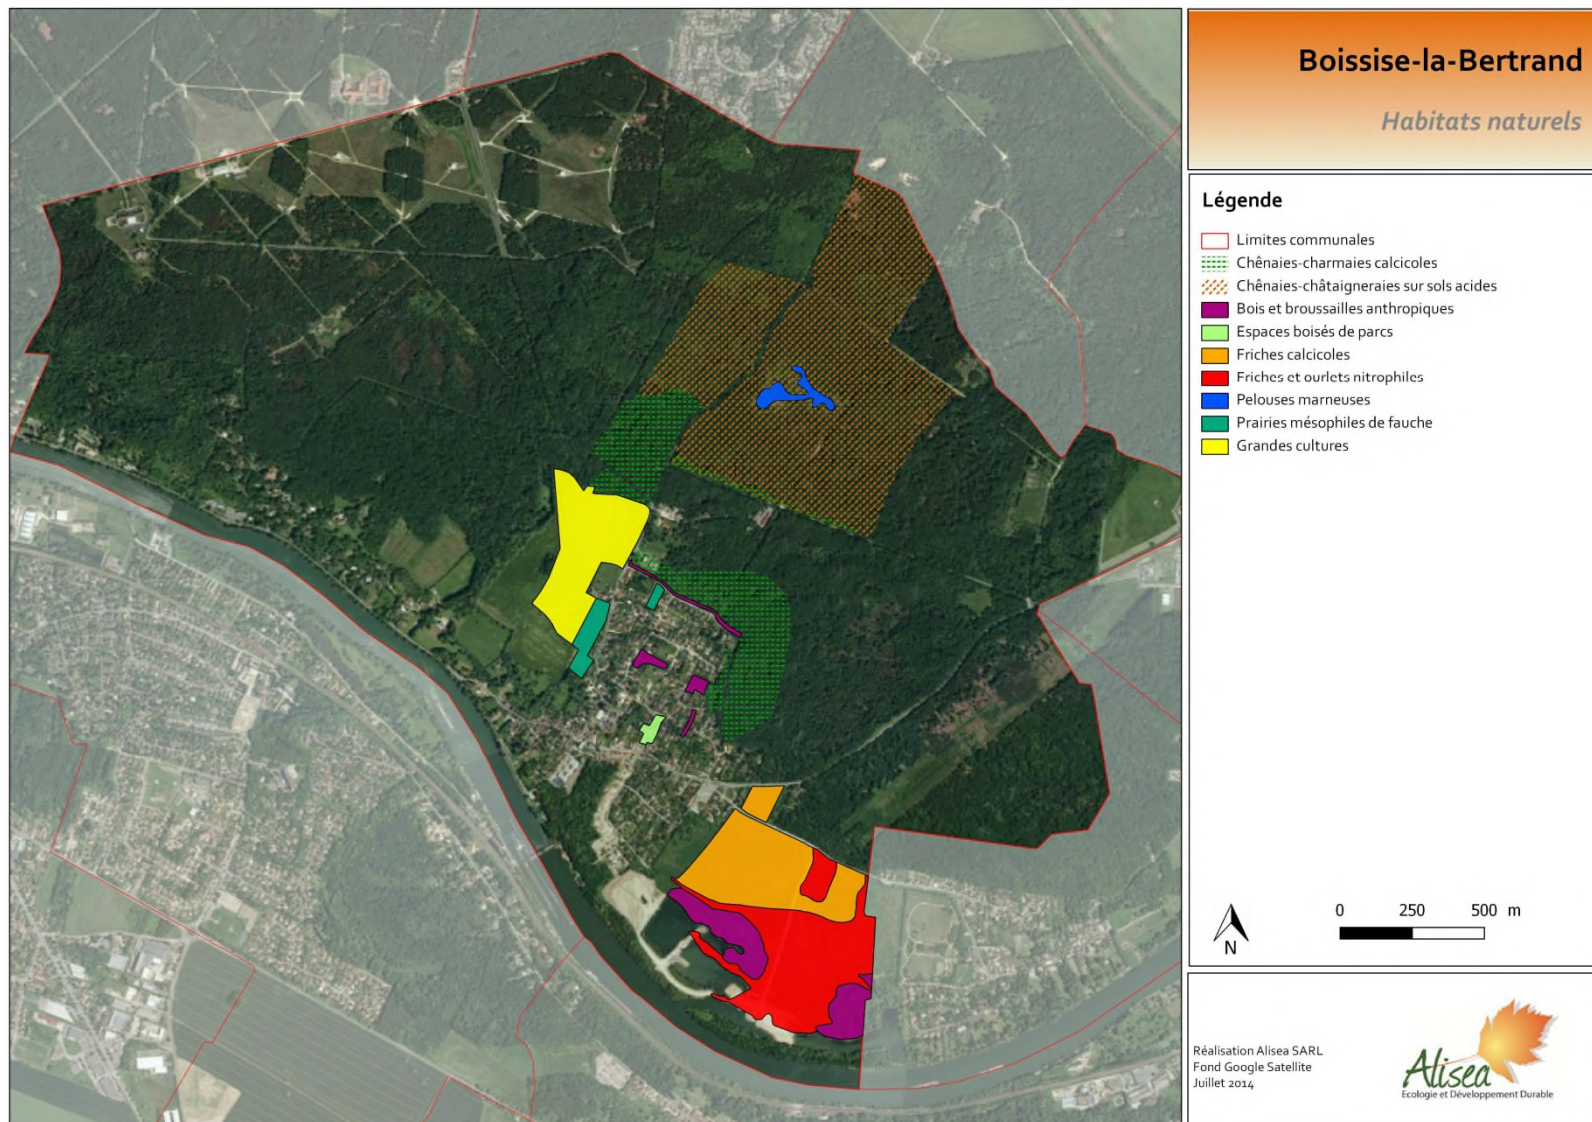 Boissise-la-Bertrand
Habitats naturels
Légende
Limites communales
Chênaies-charmaies calcicoles
Chênaies-châtaigneraies sur sols acides
Bois et broussailles anthropiques
Espaces boisés de parcs
Friches calcicoles
Friches et ourlets nitrophiles
Pelouses marneuses
Prairies mésophiles de fauche
Grandes cultures
0 250 500 m
N
Réalisation Alisea SARL
Fond Google Satellite
Juillet 2014
Alisea
Ecologie et Développement Durable